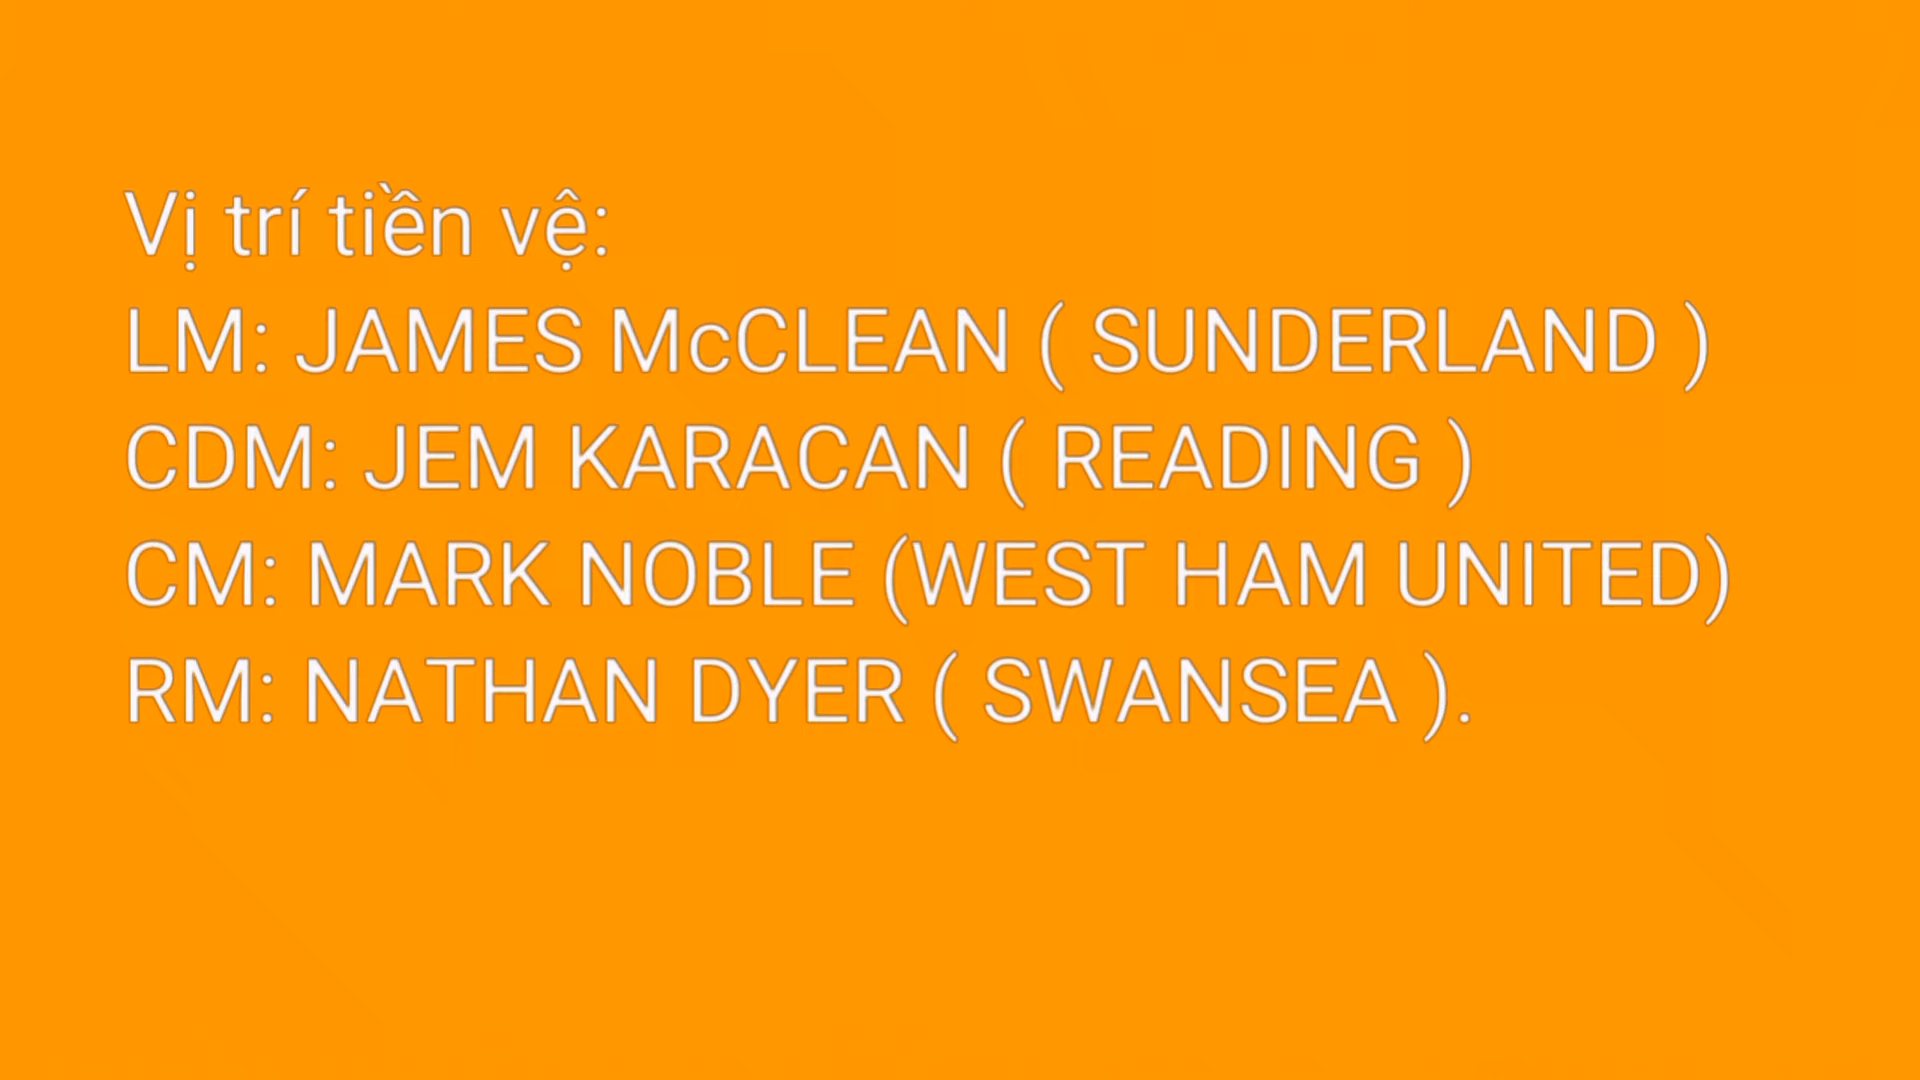 Vị trí tiền vệ:
LM: JAMES McCLEAN ( SUNDERLAND )
CDM: JEM KARACAN ( READING )
CM: MARK NOBLE (WEST HAM UNITED)
RM: NATHAN DYER ( SWANSEA ).